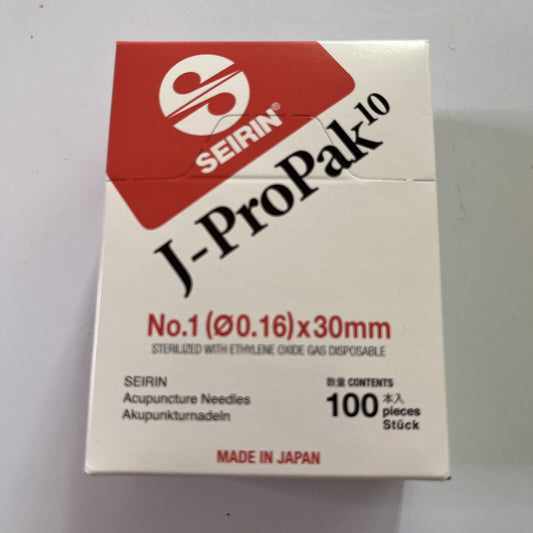 SEIRIN®
J-ProPak10
No.1 (Ø0.16) x 30mm
STERILIZED WITH ETHYLENE OXIDE GAS DISPOSABLE
SEIRIN
Acupuncture Needles
Akupunkturnadeln
数量 CONTENTS
100 本入 pieces Stück
MADE IN JAPAN